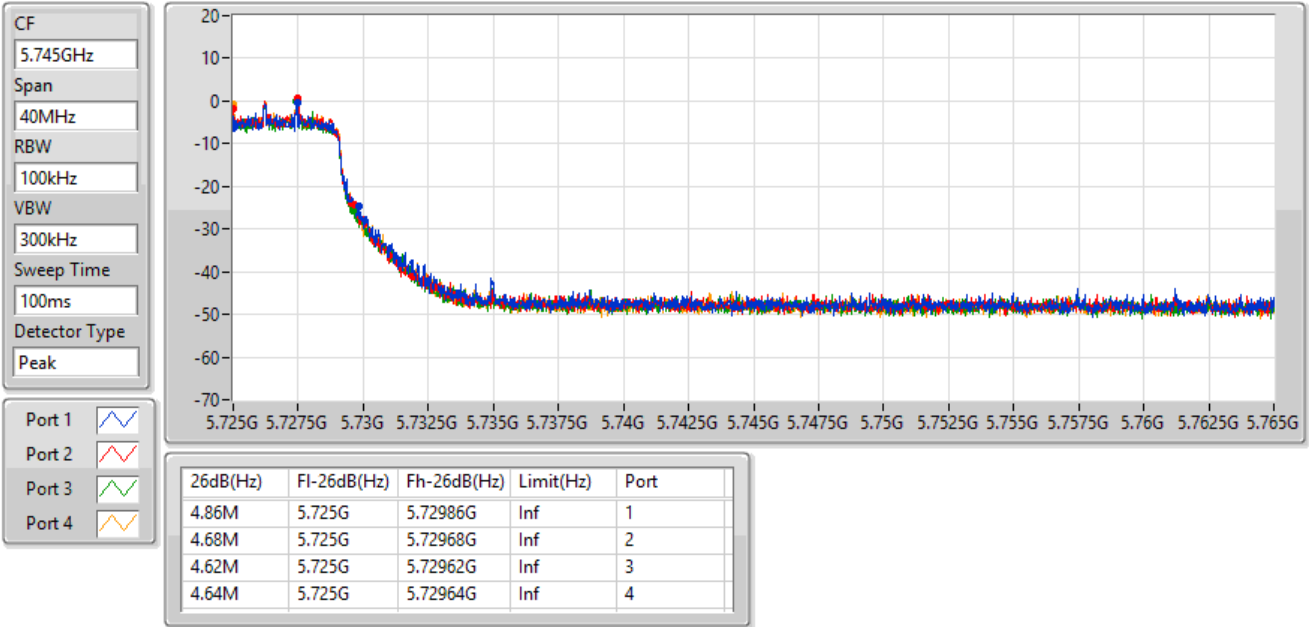 CF
5.745GHz
Span
40MHz
RBW
100kHz
VBW
300kHz
Sweep Time
100ms
Detector Type
Peak
Port 1
Port 2
Port 3
Port 4
20
10
0
-10
-20
-30
-40
-50
-60
-70
5.725G 5.7275G 5.73G 5.7325G 5.735G 5.7375G 5.74G 5.7425G 5.745G 5.7475G 5.75G 5.7525G 5.755G 5.7575G 5.76G 5.7625G 5.765G
26dB(Hz) Fl-26dB(Hz) Fh-26dB(Hz) Limit(Hz) Port
4.86M 5.725G 5.72986G Inf 1
4.68M 5.725G 5.72968G Inf 2
4.62M 5.725G 5.72962G Inf 3
4.64M 5.725G 5.72964G Inf 4